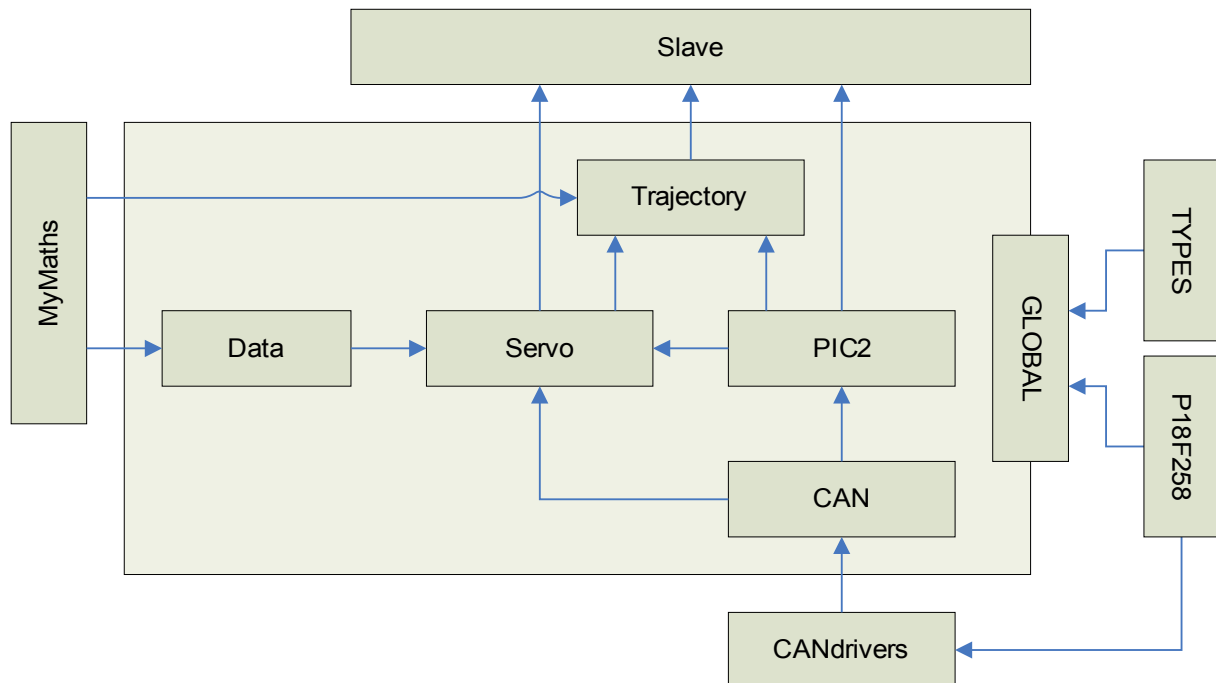 Slave
MyMaths
Trajectory
TYPES
GLOBAL
Data
Servo
PIC2
P18F258
CAN
CANdrivers